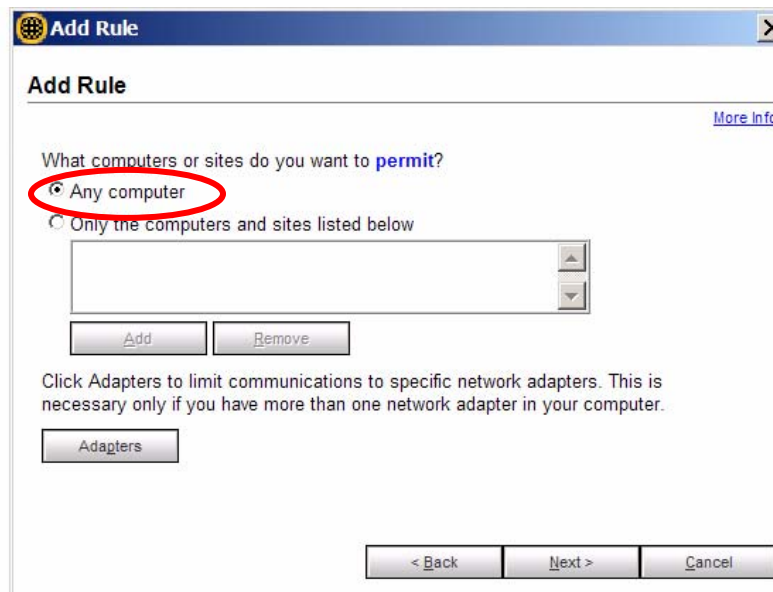 Add Rule
Add Rule
More Info
What computers or sites do you want to permit?
Any computer
Only the computers and sites listed below
Add Remove
Click Adapters to limit communications to specific network adapters. This is
necessary only if you have more than one network adapter in your computer.
Adapters
< Back Next > Cancel